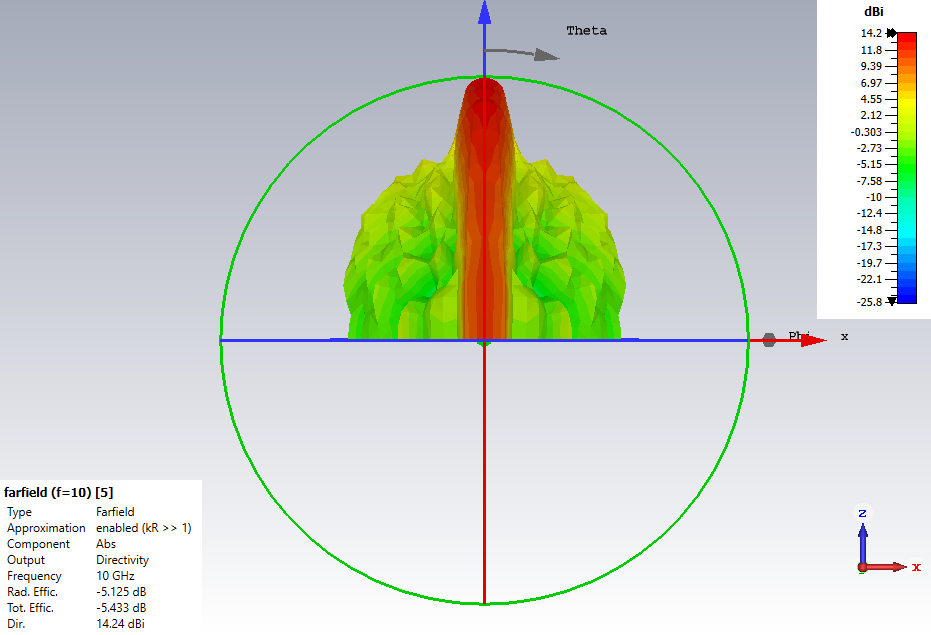 dBi
14.2
11.8
9.39
6.97
4.55
2.12
-0.303
-2.73
-5.15
-7.58
-10
-12.4
-14.8
-17.3
-19.7
-22.1
-25.8
Theta
Phi x
farfield (f=10) [5]
Type Farfield
Approximation enabled (kR >> 1)
Component Abs
Output Directivity
Frequency 10 GHz
Rad. Effic. -5.125 dB
Tot. Effic. -5.433 dB
Dir. 14.24 dBi
z
x